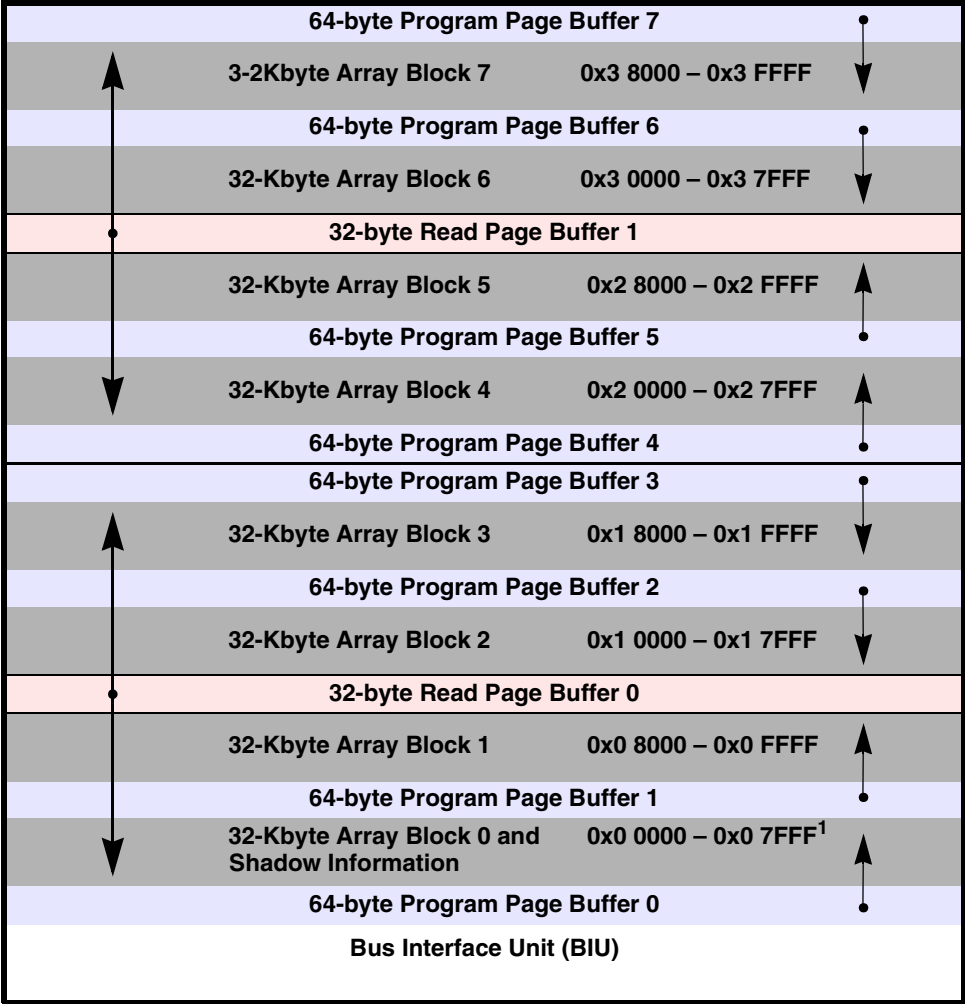 64-byte Program Page Buffer 7
3-2Kbyte Array Block 7 0x3 8000 – 0x3 FFFF
64-byte Program Page Buffer 6
32-Kbyte Array Block 6 0x3 0000 – 0x3 7FFF
32-byte Read Page Buffer 1
32-Kbyte Array Block 5 0x2 8000 – 0x2 FFFF
64-byte Program Page Buffer 5
32-Kbyte Array Block 4 0x2 0000 – 0x2 7FFF
64-byte Program Page Buffer 4
64-byte Program Page Buffer 3
32-Kbyte Array Block 3 0x1 8000 – 0x1 FFFF
64-byte Program Page Buffer 2
32-Kbyte Array Block 2 0x1 0000 – 0x1 7FFF
32-byte Read Page Buffer 0
32-Kbyte Array Block 1 0x0 8000 – 0x0 FFFF
64-byte Program Page Buffer 1
32-Kbyte Array Block 0 and 0x0 0000 – 0x0 7FFF¹
Shadow Information
64-byte Program Page Buffer 0
Bus Interface Unit (BIU)